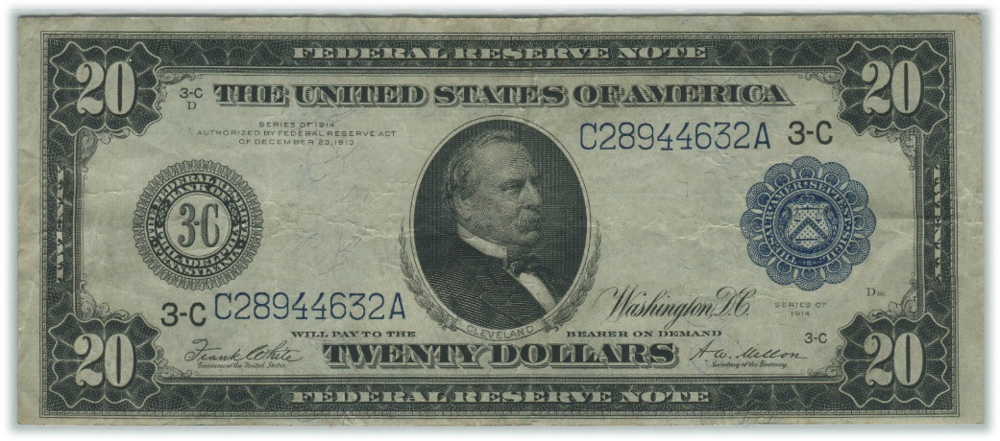 FEDERAL RESERVE NOTE
20
20
3-C
D
THE UNITED STATES OF AMERICA
SERIES OF 1914
AUTHORIZED BY FEDERAL RESERVE ACT
OF DECEMBER 23, 1913
C28944632A 3-C
FEDERAL RESERVE
BANK OF
PHILADELPHIA
PENNSYLVANIA
3-C
TWENTY
TWENTY
THESAUR. AMER. SEPTENT. SIGIL.
3-C C28944632A
Washington, D.C.
SERIES OF
1914
CLEVELAND
WILL PAY TO THE
BEARER ON DEMAND
3-C
Frank White
Treasurer of the United States.
TWENTY DOLLARS
A. W. Mellon
Secretary of the Treasury.
20
20
FEDERAL RESERVE NOTE